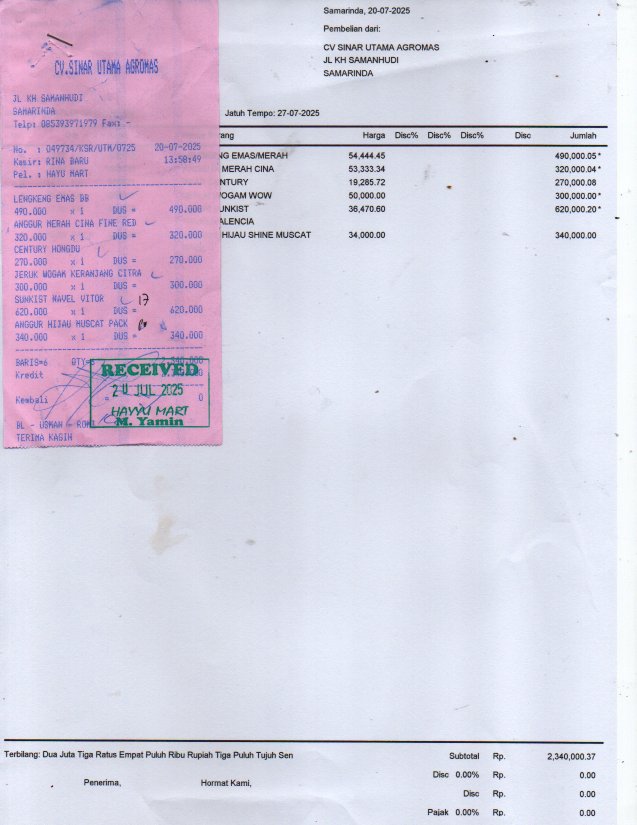 CV.SINAR UTAMA AGROMAS
JL KH SAMANHUDI
SAMARINDA
Telp: 085393971979 Fax: -
No. : 049734/KSR/UTM/0725 20-07-2025
Kasir: RINA BARU 13:50:49
Pel. : HAYU MART
LENGKENG EMAS BB
490.000 x 1 DUS = 490.000
ANGGUR MERAH CINA FINE RED
320.000 x 1 DUS = 320.000
CENTURY HONGDU
270.000 x 1 DUS = 270.000
JERUK WOGAM KERANJANG CITRA
300.000 x 1 DUS = 300.000
SUNKIST NAVEL VITOR 17
620.000 x 1 DUS = 620.000
ANGGUR HIJAU MUSCAT PACK
340.000 x 1 DUS = 340.000
BARIS=6 QTY=6 2.340.000
Kredit
Kembali = 0
BL - USMAN - ROMI
TERIMA KASIH
RECEIVED
20 JUL 2025
HAYYU MART
M. Yamin
Samarinda, 20-07-2025
Pembelian dari:
CV SINAR UTAMA AGROMAS
JL KH SAMANHUDI
SAMARINDA
Jatuh Tempo: 27-07-2025
rang Harga Disc% Disc% Disc% Disc Jumlah
NG EMAS/MERAH 54,444.45 490,000.05 *
MERAH CINA 53,333.34 320,000.04 *
NTURY 19,285.72 270,000.08
WOGAM WOW 50,000.00 300,000.00 *
UNKIST 36,470.60 620,000.20 *
ALENCIA
HIJAU SHINE MUSCAT 34,000.00 340,000.00
Terbilang: Dua Juta Tiga Ratus Empat Puluh Ribu Rupiah Tiga Puluh Tujuh Sen
Subtotal Rp. 2,340,000.37
Disc 0.00% Rp. 0.00
Penerima, Hormat Kami,
Disc Rp. 0.00
Pajak 0.00% Rp. 0.00